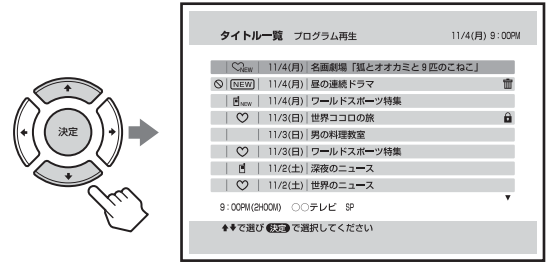 タイトル一覧 プログラム再生 11/4(月) 9:00PM
NEW 11/4(月) 名画劇場「狐とオオカミと9匹のこねこ」
NEW 11/4(月) 昼の連続ドラマ
NEW 11/4(月) ワールドスポーツ特集
11/3(日) 世界ココロの旅
11/3(日) 男の料理教室
11/3(日) ワールドスポーツ特集
11/2(土) 深夜のニュース
11/2(土) 世界のニュース
9:00PM(2H00M) ○○テレビ SP
で選び 決定 で選択してください
決定